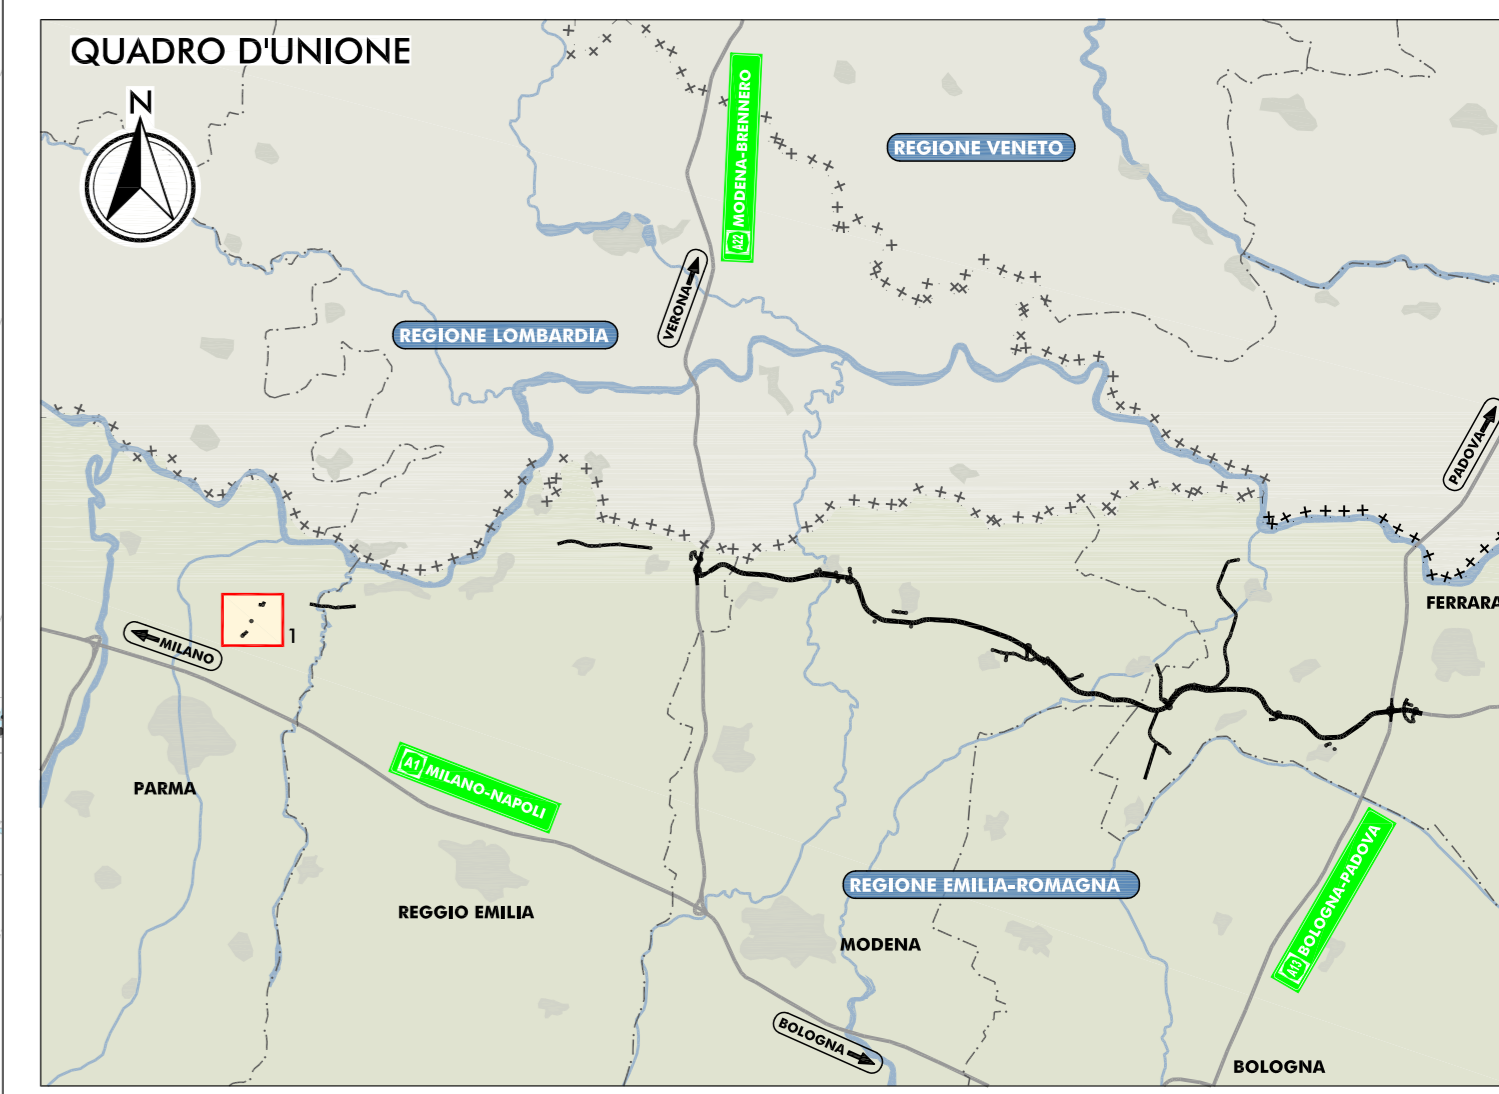 QUADRO D'UNIONE
N
A22 MODENA-BRENNERO
REGIONE VENETO
VERONA
REGIONE LOMBARDIA
PADOVA
FERRARA
1
MILANO
PARMA
A1 MILANO-NAPOLI
REGGIO EMILIA
REGIONE EMILIA-ROMAGNA
A13 BOLOGNA-PADOVA
MODENA
BOLOGNA
BOLOGNA